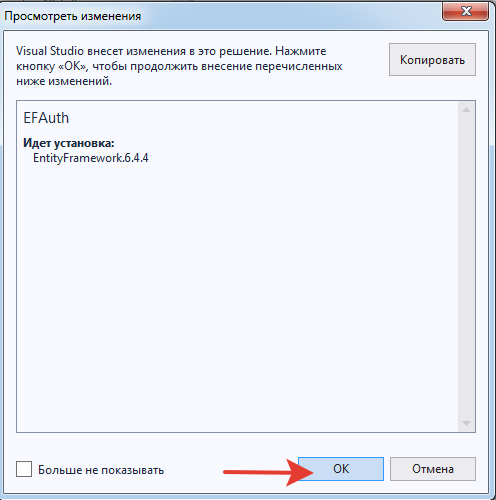 Просмотреть изменения
Visual Studio внесет изменения в это решение. Нажмите
кнопку «ОК», чтобы продолжить внесение перечисленных
ниже изменений.
Копировать
EFAuth
Идет установка:
EntityFramework.6.4.4
Больше не показывать
ОК
Отмена